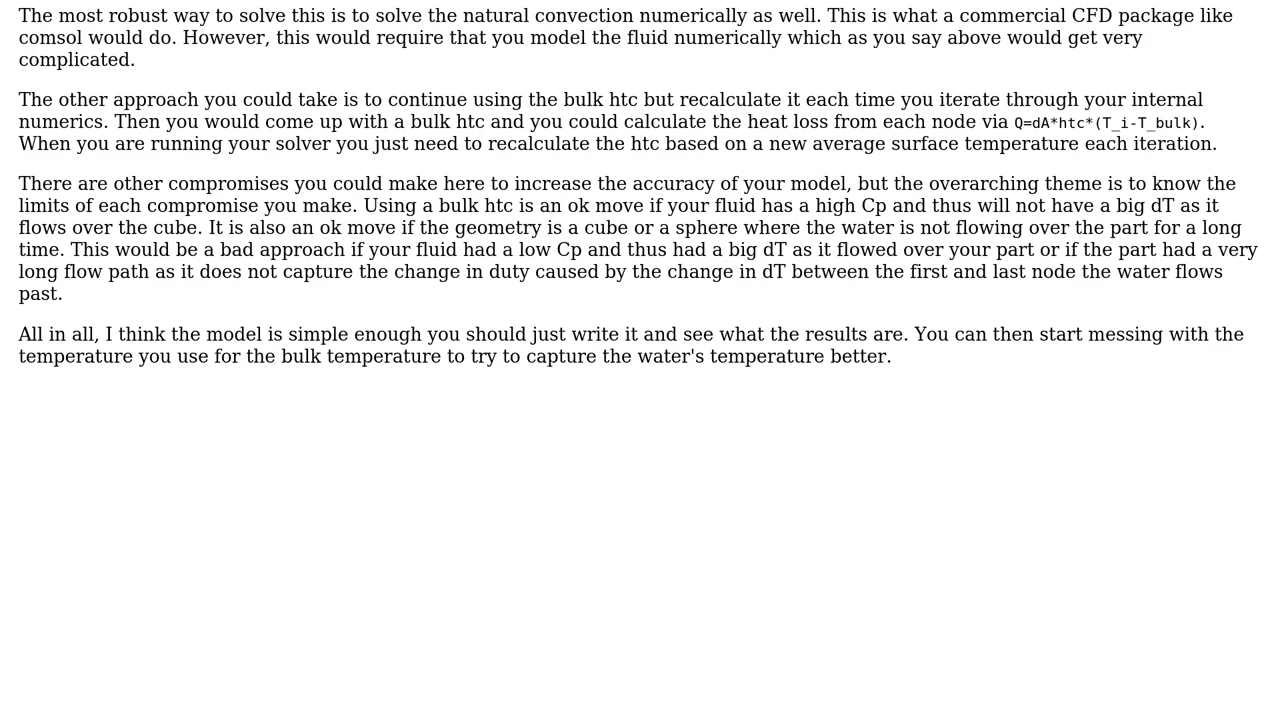 The most robust way to solve this is to solve the natural convection numerically as well. This is what a commercial CFD package like
comsol would do. However, this would require that you model the fluid numerically which as you say above would get very
complicated.
The other approach you could take is to continue using the bulk htc but recalculate it each time you iterate through your internal
numerics. Then you would come up with a bulk htc and you could calculate the heat loss from each node via Q=dA*htc*(T_i-T_bulk).
When you are running your solver you just need to recalculate the htc based on a new average surface temperature each iteration.
There are other compromises you could make here to increase the accuracy of your model, but the overarching theme is to know the
limits of each compromise you make. Using a bulk htc is an ok move if your fluid has a high Cp and thus will not have a big dT as it
flows over the cube. It is also an ok move if the geometry is a cube or a sphere where the water is not flowing over the part for a long
time. This would be a bad approach if your fluid had a low Cp and thus had a big dT as it flowed over your part or if the part had a very
long flow path as it does not capture the change in duty caused by the change in dT between the first and last node the water flows
past.
All in all, I think the model is simple enough you should just write it and see what the results are. You can then start messing with the
temperature you use for the bulk temperature to try to capture the water's temperature better.